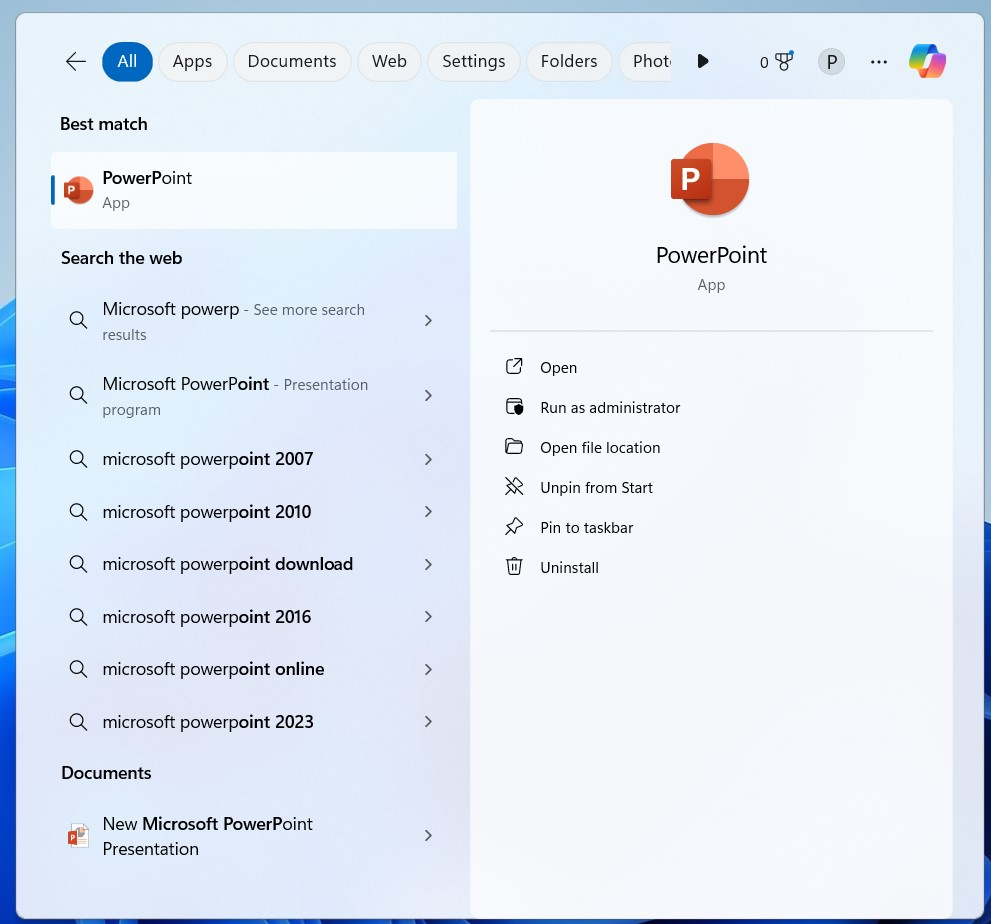 All
Apps
Documents
Web
Settings
Folders
0
P
Best match
PowerPoint
App
Search the web
Microsoft powerp - See more search
results
Microsoft PowerPoint - Presentation
program
microsoft powerpoint 2007
microsoft powerpoint 2010
microsoft powerpoint download
microsoft powerpoint 2016
microsoft powerpoint online
microsoft powerpoint 2023
Documents
New Microsoft PowerPoint
Presentation
P
PowerPoint
App
Open
Run as administrator
Open file location
Unpin from Start
Pin to taskbar
Uninstall